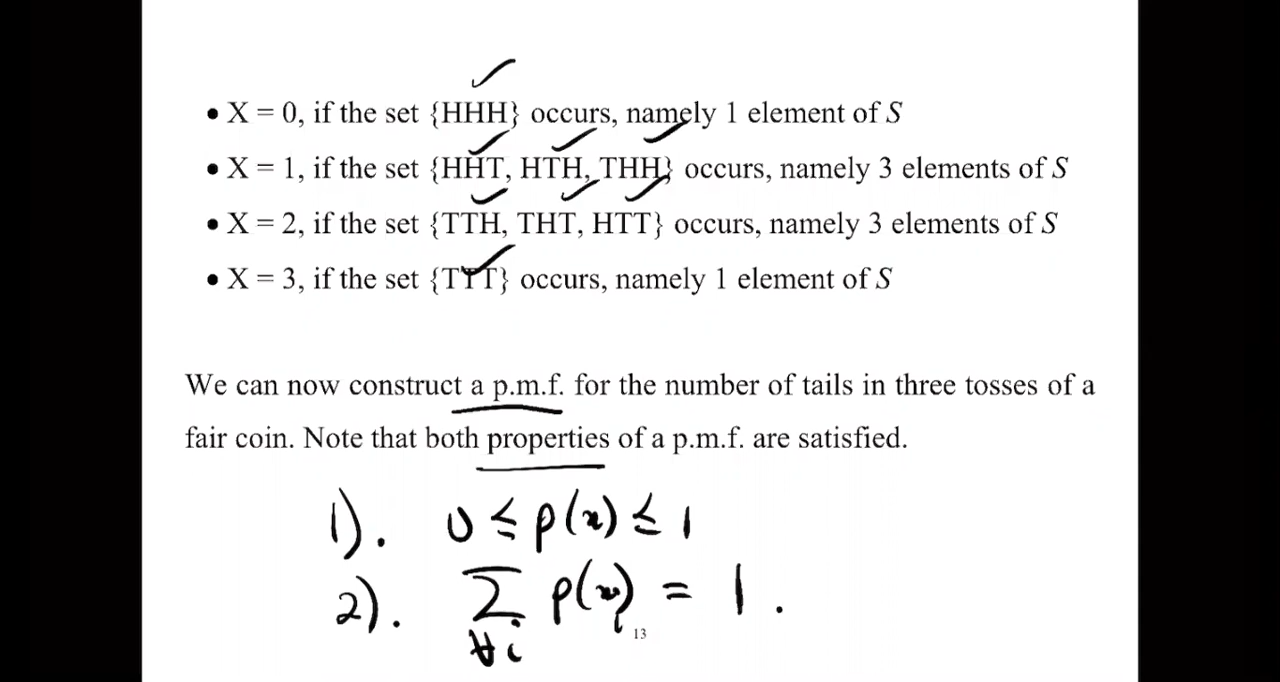 • X = 0, if the set {HHH} occurs, namely 1 element of S
• X = 1, if the set {HHT, HTH, THH} occurs, namely 3 elements of S
• X = 2, if the set {TTH, THT, HTT} occurs, namely 3 elements of S
• X = 3, if the set {TTT} occurs, namely 1 element of S
We can now construct a p.m.f. for the number of tails in three tosses of a
fair coin. Note that both properties of a p.m.f. are satisfied.
1). 0 ≤ p(x) ≤ 1
2). ∑ p(xᵢ) = 1.
∀i
13